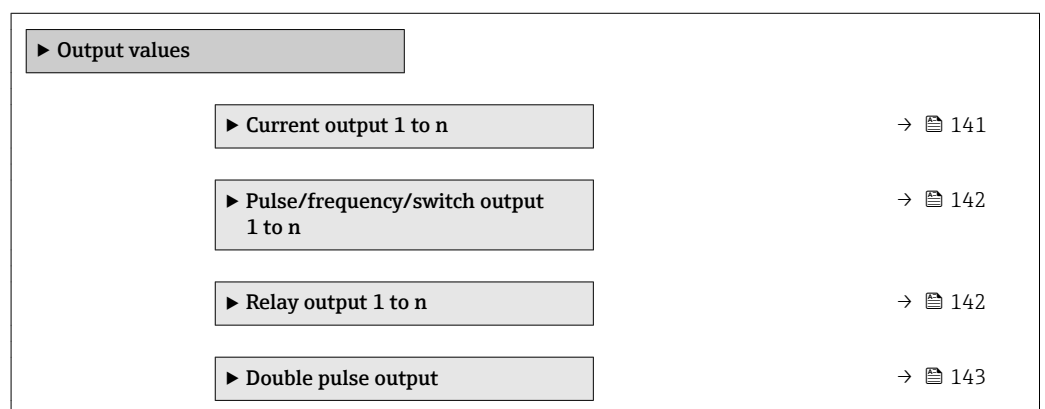 ▶ Output values
▶ Current output 1 to n → 141
▶ Pulse/frequency/switch output
1 to n → 142
▶ Relay output 1 to n → 142
▶ Double pulse output → 143